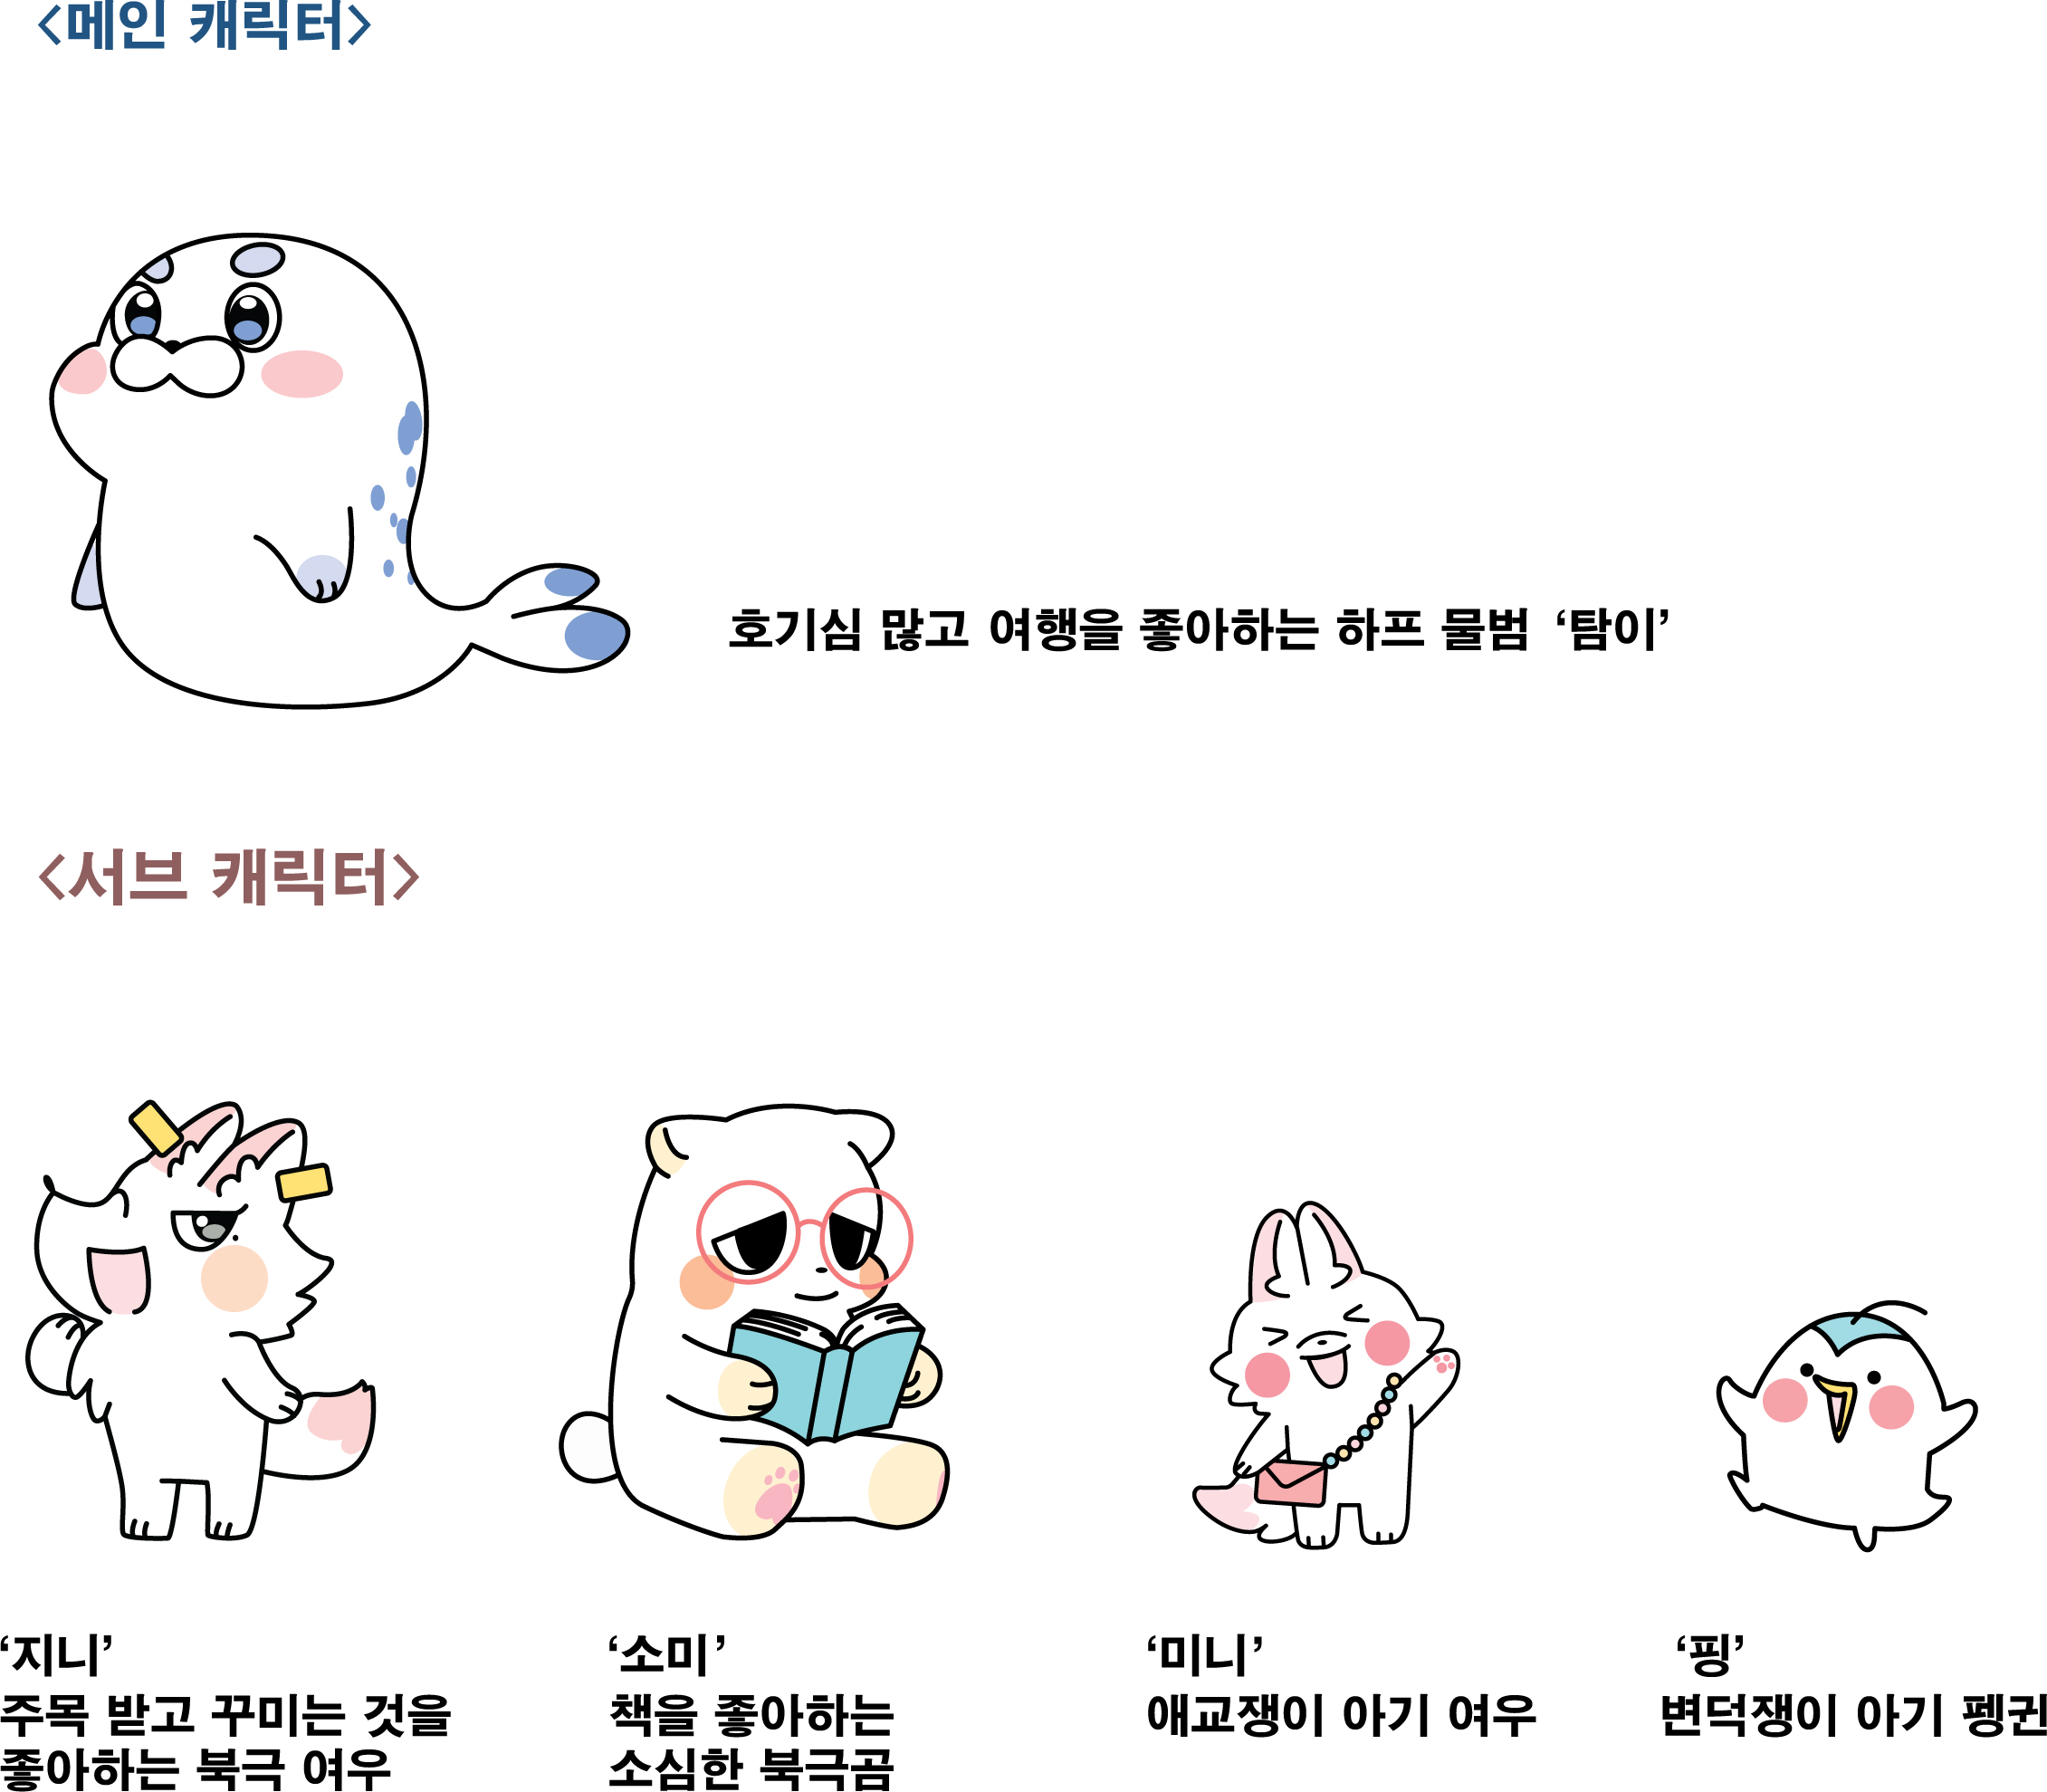 <메인 캐릭터>
호기심 많고 여행을 좋아하는 하프 물범 ‘탐이’
<서브 캐릭터>
‘지니’
주목 받고 꾸미는 것을
좋아하는 북극 여우
‘소미’
책을 좋아하는
소심한 북극곰
‘미니’
애교쟁이 아기 여우
‘핑’
변덕쟁이 아기 팽귄